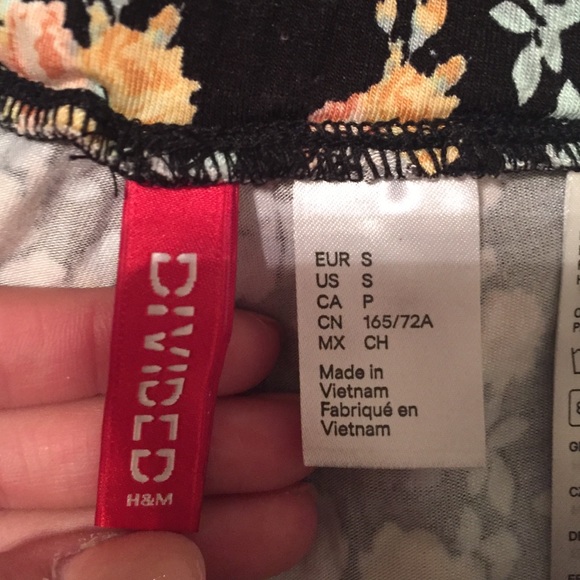 DIVIDED
H&M
EUR S
US S
CA P
CN 165/72A
MX CH
Made in
Vietnam
Fabriqué en
Vietnam